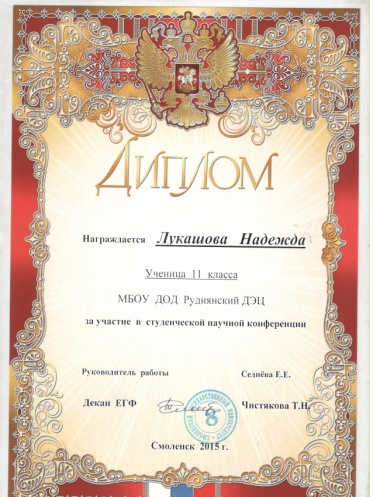 ДИПЛОМ
Награждается Лукашова Надежда
Ученица 11 класса
МБОУ ДОД Руднянский ДЭЦ
за участие в студенческой научной конференции
Руководитель работы Седнёва Е.Е.
Декан ЕГФ Чистякова Т.Н.
Смоленск 2015 г.